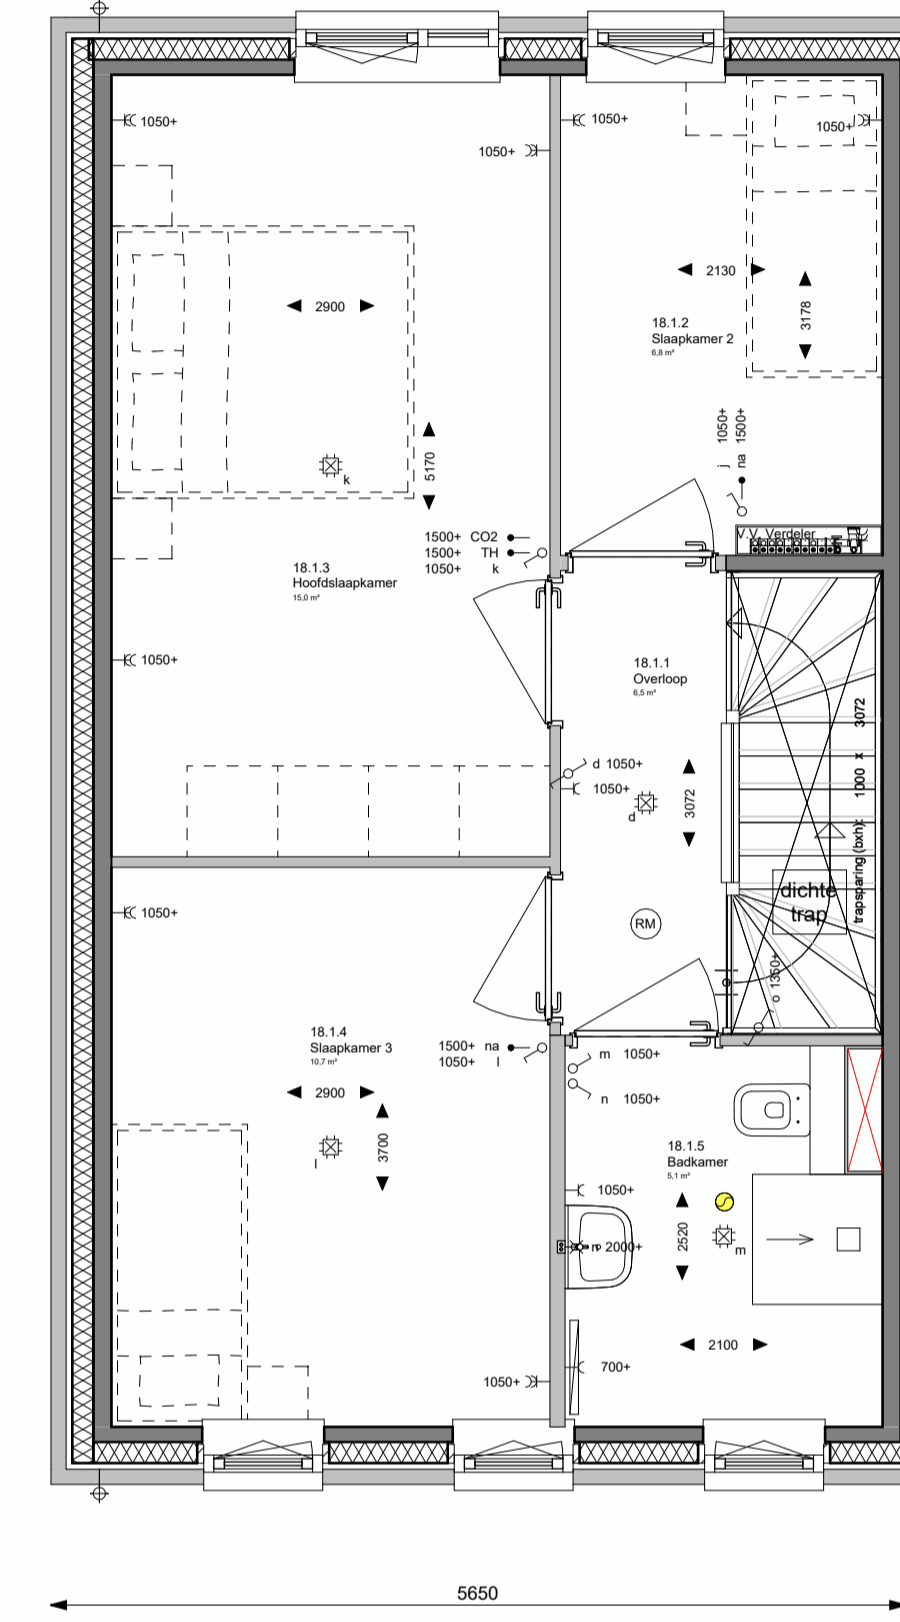 1050+
1050+
1050+
1050+
2900
2130
3178
18.1.2
Slaapkamer 2
6,8 m²
5170
k
j 1050+
na 1500+
1500+ CO2
1500+ TH
1050+ k
V.V. Verdeler
18.1.3
Hoofdslaapkamer
15,0 m²
1050+
18.1.1
Overloop
6,5 m²
d 1050+
1050+
d
3072
trapsparing (bxh): 1000 x 3072
dichte
trap
1050+
RM
o 1350+
18.1.4
Slaapkamer 3
10,7 m²
1500+ na
1050+ l
m 1050+
n 1050+
2900
3700
l
18.1.5
Badkamer
5,1 m²
1050+
2000+
2520
m
2100
700+
1050+
5650